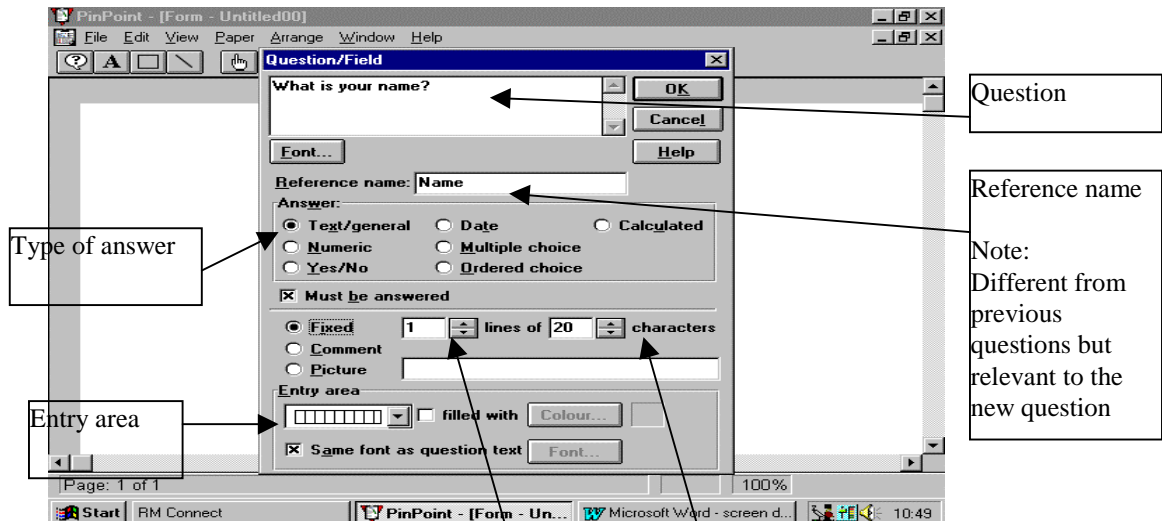 PinPoint - [Form - Untitled00]
File Edit View Paper Arrange Window Help
A
Question/Field
What is your name?
OK
Cancel
Font...
Help
Reference name: Name
Answer:
Text/general Date Calculated
Numeric Multiple choice
Yes/No Ordered choice
Must be answered
Fixed 1 lines of 20 characters
Comment
Picture
Entry area
filled with Colour...
Same font as question text Font...
Page: 1 of 1 100%
Start RM Connect PinPoint - [Form - Un... Microsoft Word - screen d... 10:49
Type of answer
Entry area
Question
Reference name
Note:
Different from
previous
questions but
relevant to the
new question